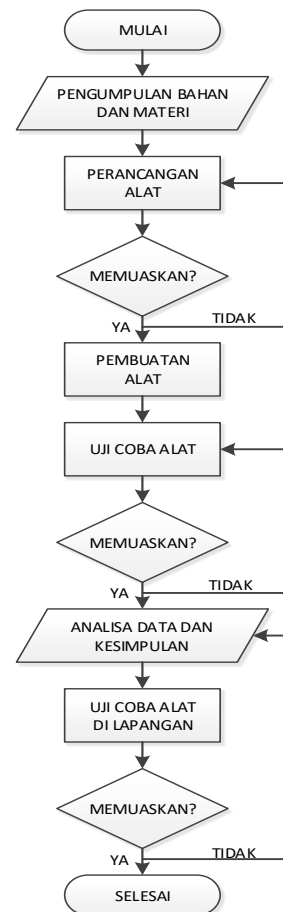 MULAI
PENGUMPULAN BAHAN
DAN MATERI
PERANCANGAN
ALAT
MEMUASKAN?
YA
TIDAK
PEMBUATAN
ALAT
UJI COBA ALAT
MEMUASKAN?
YA
TIDAK
ANALISA DATA DAN
KESIMPULAN
UJI COBA ALAT
DI LAPANGAN
MEMUASKAN?
YA
TIDAK
SELESAI